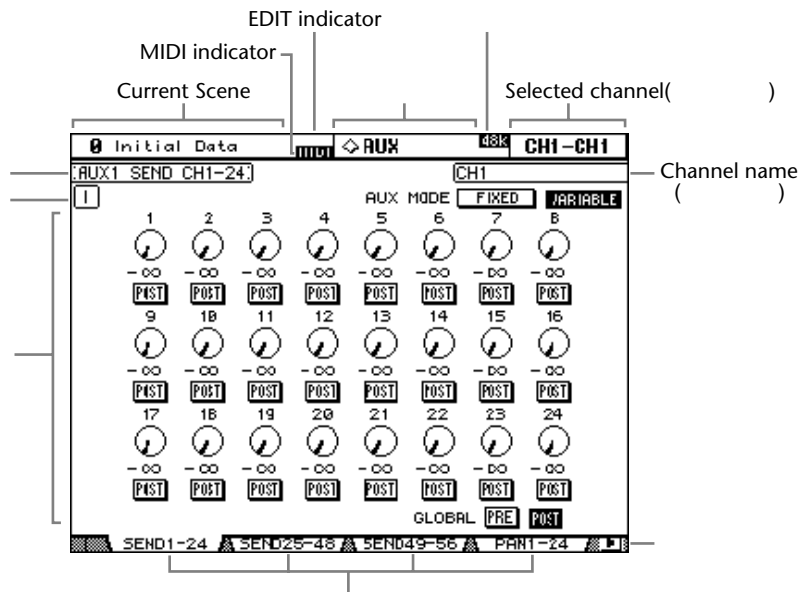 EDIT indicator
MIDI indicator
Current Scene
Selected channel( )
0 Initial Data
MIDI
◇AUX
48k
CH1-CH1
AUX1 SEND CH1-24
CH1
Channel name
( )
AUX MODE FIXED VARIABLE
1 2 3 4 5 6 7 8
-∞ -∞ -∞ -∞ -∞ -∞ -∞ -∞
POST POST POST POST POST POST POST POST
9 10 11 12 13 14 15 16
-∞ -∞ -∞ -∞ -∞ -∞ -∞ -∞
POST POST POST POST POST POST POST POST
17 18 19 20 21 22 23 24
-∞ -∞ -∞ -∞ -∞ -∞ -∞ -∞
POST POST POST POST POST POST POST POST
GLOBAL PRE POST
SEND1-24 SEND25-48 SEND49-56 PAN1-24